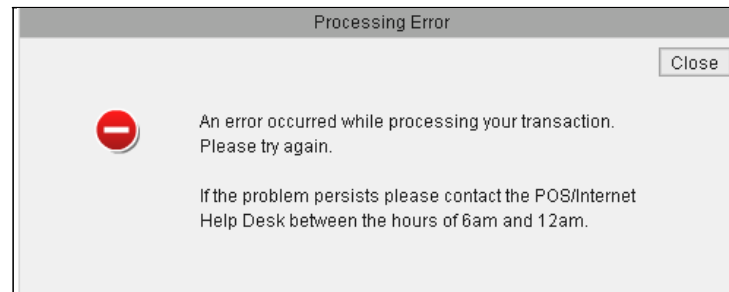 Processing Error
Close
An error occurred while processing your transaction.
Please try again.
If the problem persists please contact the POS/Internet
Help Desk between the hours of 6am and 12am.